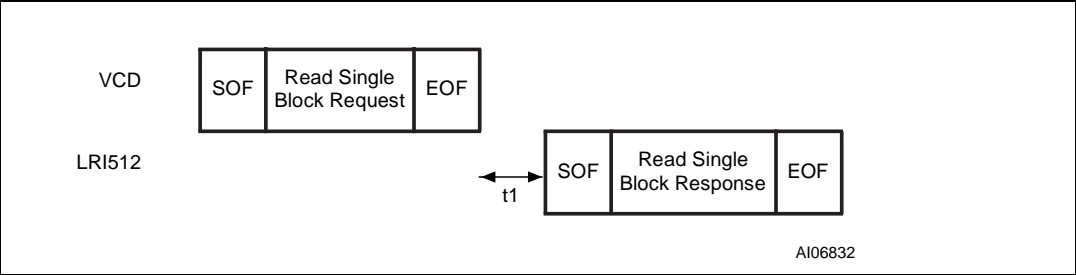 VCD
SOF
Read Single
Block Request
EOF
LRI512
t1
SOF
Read Single
Block Response
EOF
AI06832